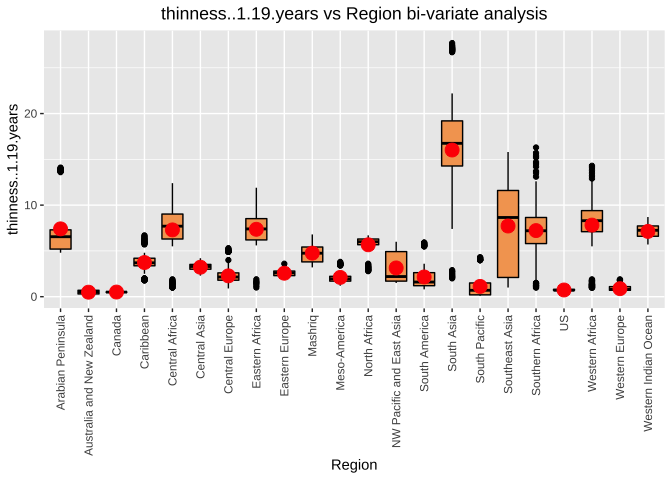 thinness..1.19.years vs Region bi-variate analysis
thinness..1.19.years
20
10
0
Arabian Peninsula
Australia and New Zealand
Canada
Caribbean
Central Africa
Central Asia
Central Europe
Eastern Africa
Eastern Europe
Mashriq
Meso-America
North Africa
NW Pacific and East Asia
South America
South Asia
South Pacific
Southeast Asia
Southern Africa
US
Western Africa
Western Europe
Western Indian Ocean
Region